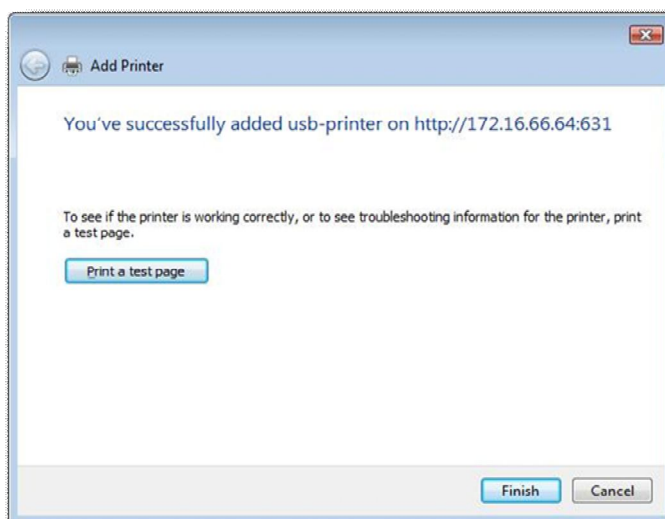 Add Printer
You've successfully added usb-printer on http://172.16.66.64:631
To see if the printer is working correctly, or to see troubleshooting information for the printer, print
a test page.
Print a test page
Finish
Cancel